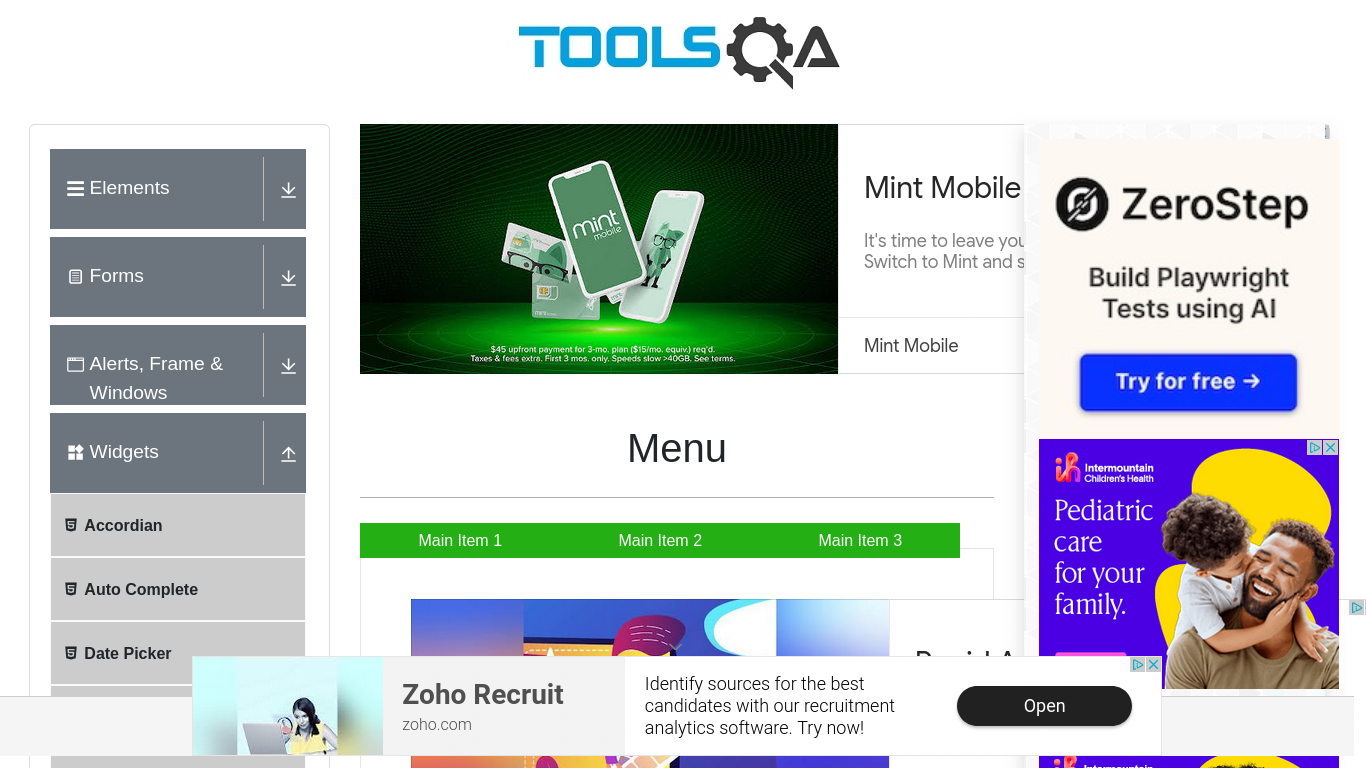 TOOLSQA
Elements
Forms
Alerts, Frame &
Windows
Widgets
Accordian
Auto Complete
Date Picker
mint
mobile
$45 upfront payment for 3-mo. plan ($15/mo. equiv.) req'd.
Taxes & fees extra. First 3 mos. only. Speeds slow >40GB. See terms.
Mint Mobile
It's time to leave you
Switch to Mint and s
Mint Mobile
Menu
Main Item 1
Main Item 2
Main Item 3
ZeroStep
Build Playwright
Tests using AI
Try for free →
Intermountain
Children's Health
Pediatric
care
for your
family.
Zoho Recruit
zoho.com
Identify sources for the best
candidates with our recruitment
analytics software. Try now!
Open